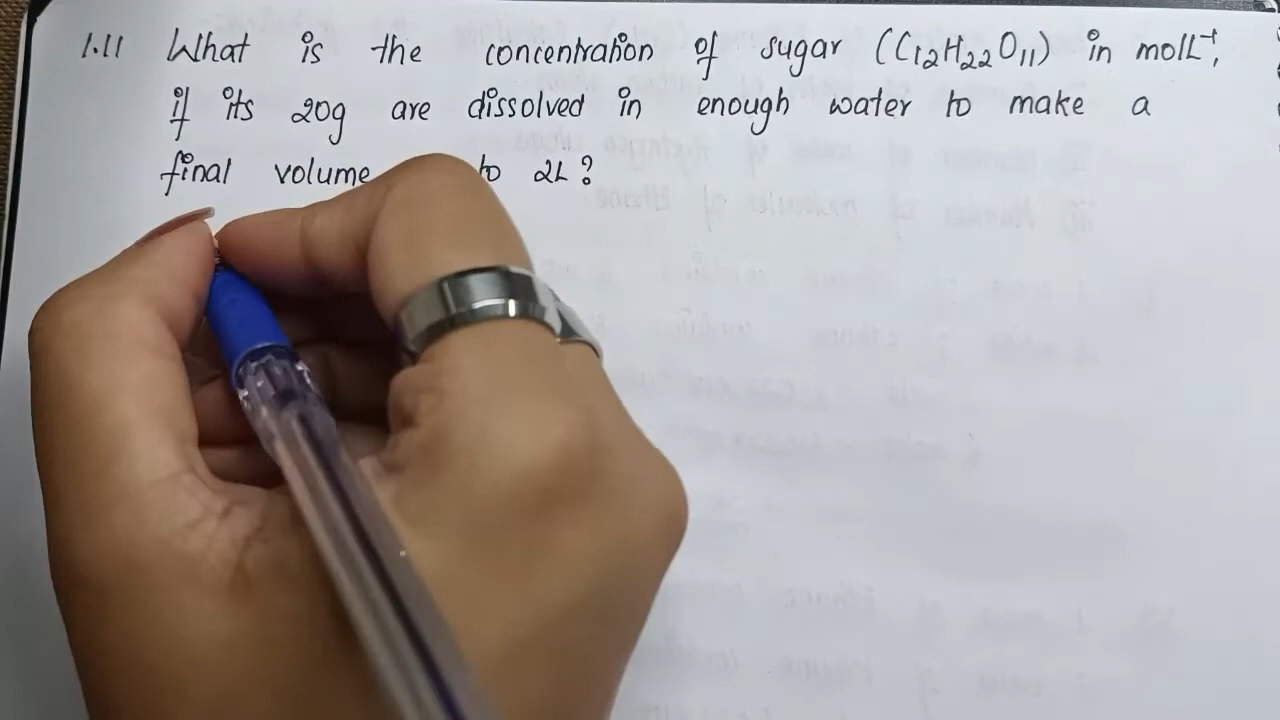 1.11 What is the concentration of sugar (C₁₂H₂₂O₁₁) in molL⁻¹,
if its 20g are dissolved in enough water to make a
final volume to 2L?